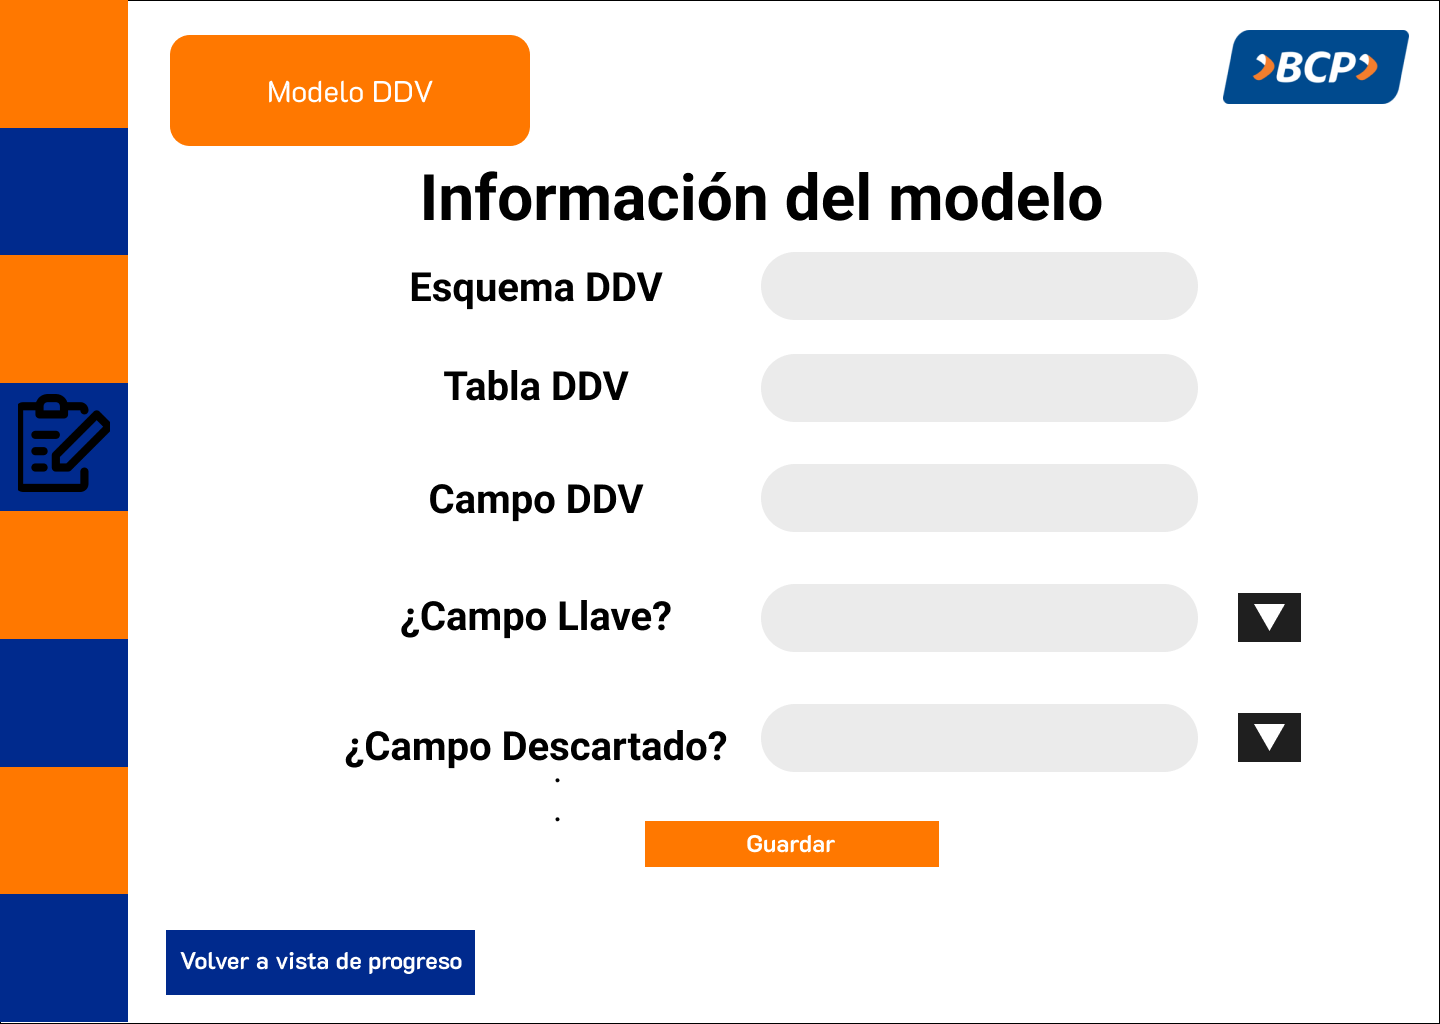 Modelo DDV
BCP
Información del modelo
Esquema DDV
Tabla DDV
Campo DDV
¿Campo Llave?
¿Campo Descartado?
.
.
Guardar
Volver a vista de progreso